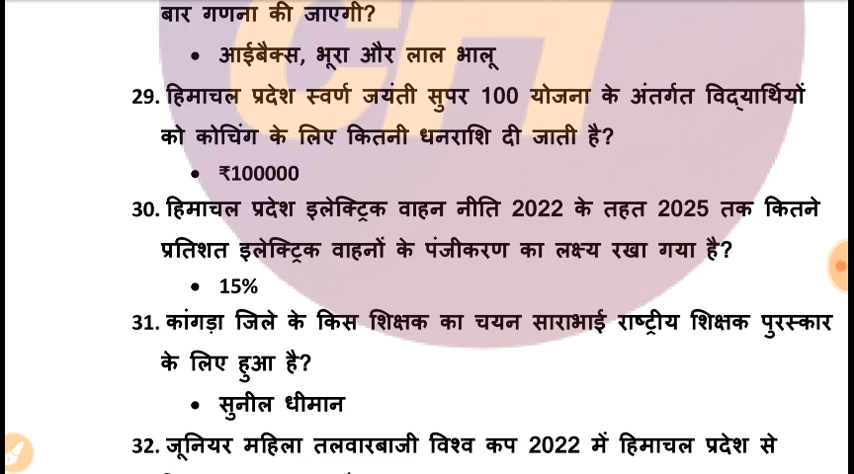 बार गणना की जाएगी?
• आईबैक्स, भूरा और लाल भालू
29. हिमाचल प्रदेश स्वर्ण जयंती सुपर 100 योजना के अंतर्गत विद्यार्थियों
को कोचिंग के लिए कितनी धनराशि दी जाती है?
• ₹100000
30. हिमाचल प्रदेश इलेक्ट्रिक वाहन नीति 2022 के तहत 2025 तक कितने
प्रतिशत इलेक्ट्रिक वाहनों के पंजीकरण का लक्ष्य रखा गया है?
• 15%
31. कांगड़ा जिले के किस शिक्षक का चयन साराभाई राष्ट्रीय शिक्षक पुरस्कार
के लिए हुआ है?
• सुनील धीमान
32. जूनियर महिला तलवारबाजी विश्व कप 2022 में हिमाचल प्रदेश से